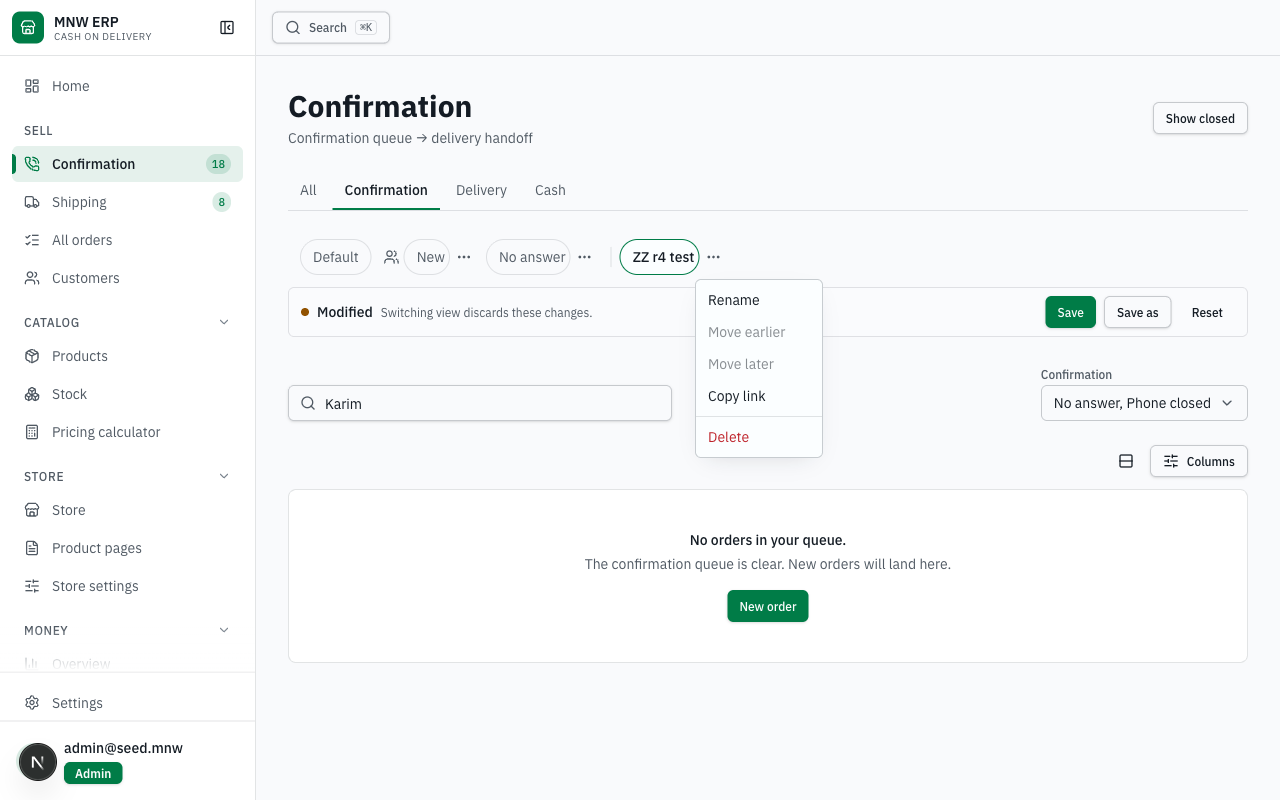 MNW ERP
CASH ON DELIVERY
Search ⌘K
Home
SELL
Confirmation 18
Shipping 8
All orders
Customers
CATALOG
Products
Stock
Pricing calculator
STORE
Store
Product pages
Store settings
MONEY
Overview
Settings
admin@seed.mnw
Admin
N
Confirmation
Confirmation queue → delivery handoff
Show closed
All Confirmation Delivery Cash
Default New No answer ZZ r4 test
Modified Switching view discards these changes.
Save Save as Reset
Rename
Move earlier
Move later
Copy link
Delete
Karim
Confirmation
No answer, Phone closed
Columns
No orders in your queue.
The confirmation queue is clear. New orders will land here.
New order